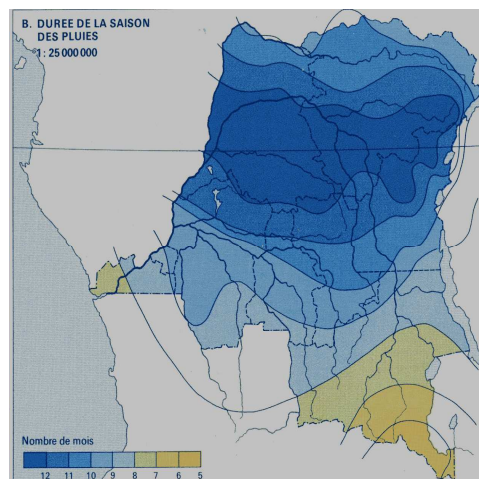 B. DUREE DE LA SAISON
DES PLUIES
1 : 25 000 000
Nombre de mois
12 11 10 9 8 7 6 5